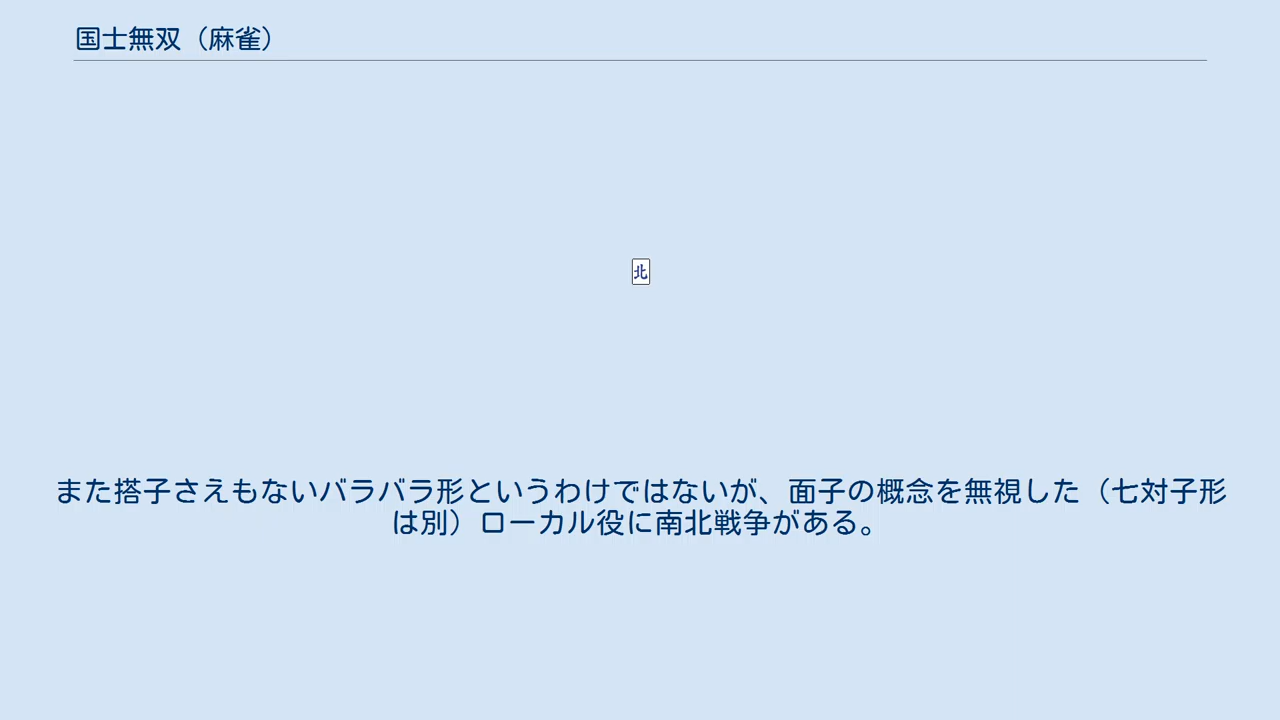 国士無双（麻雀）
北
また搭子さえもないバラバラ形というわけではないが、面子の概念を無視した（七対子形
は別）ローカル役に南北戦争がある。